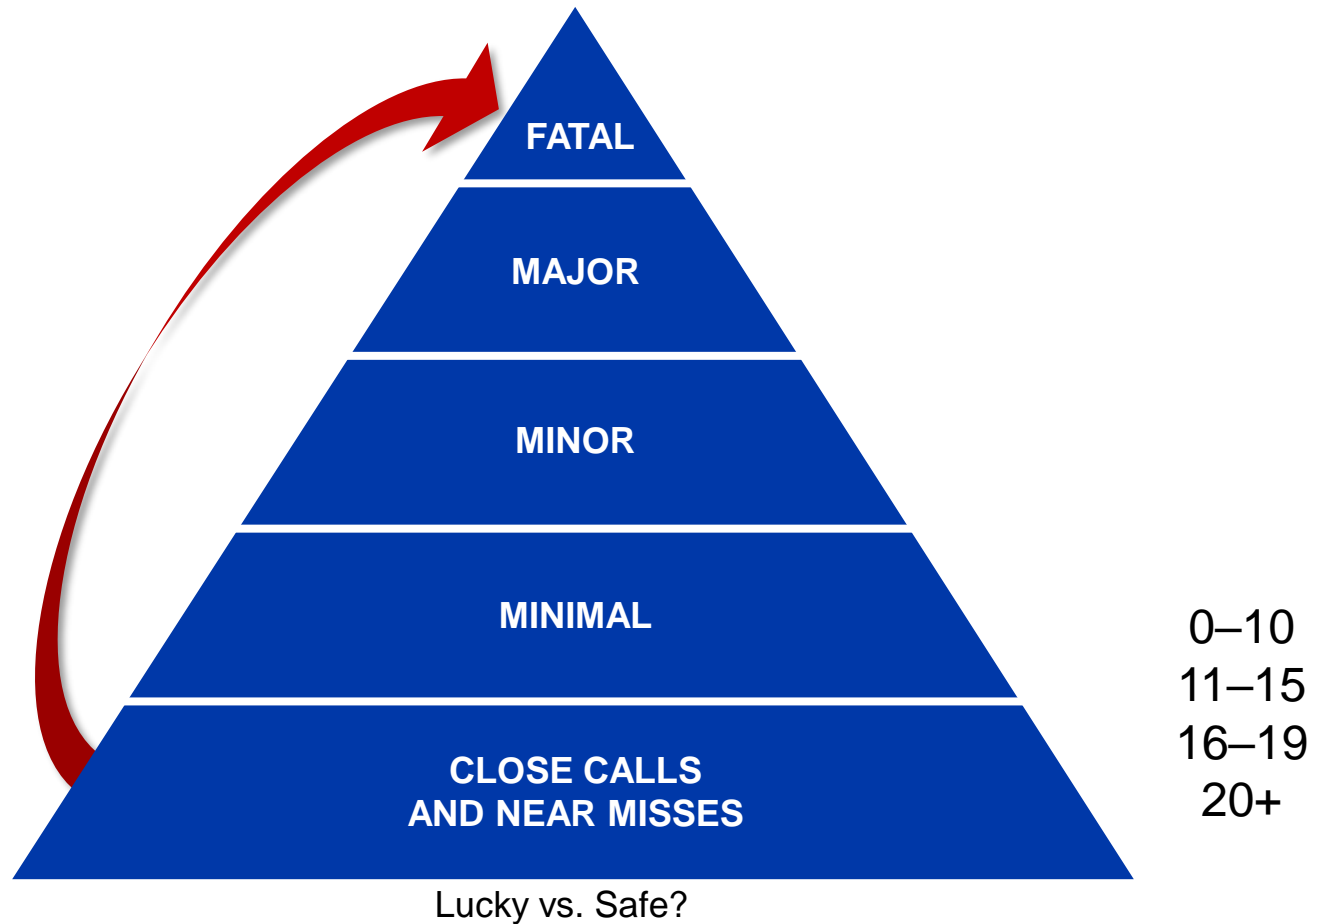 FATAL
MAJOR
MINOR
MINIMAL
CLOSE CALLS
AND NEAR MISSES
0–10
11–15
16–19
20+
Lucky vs. Safe?